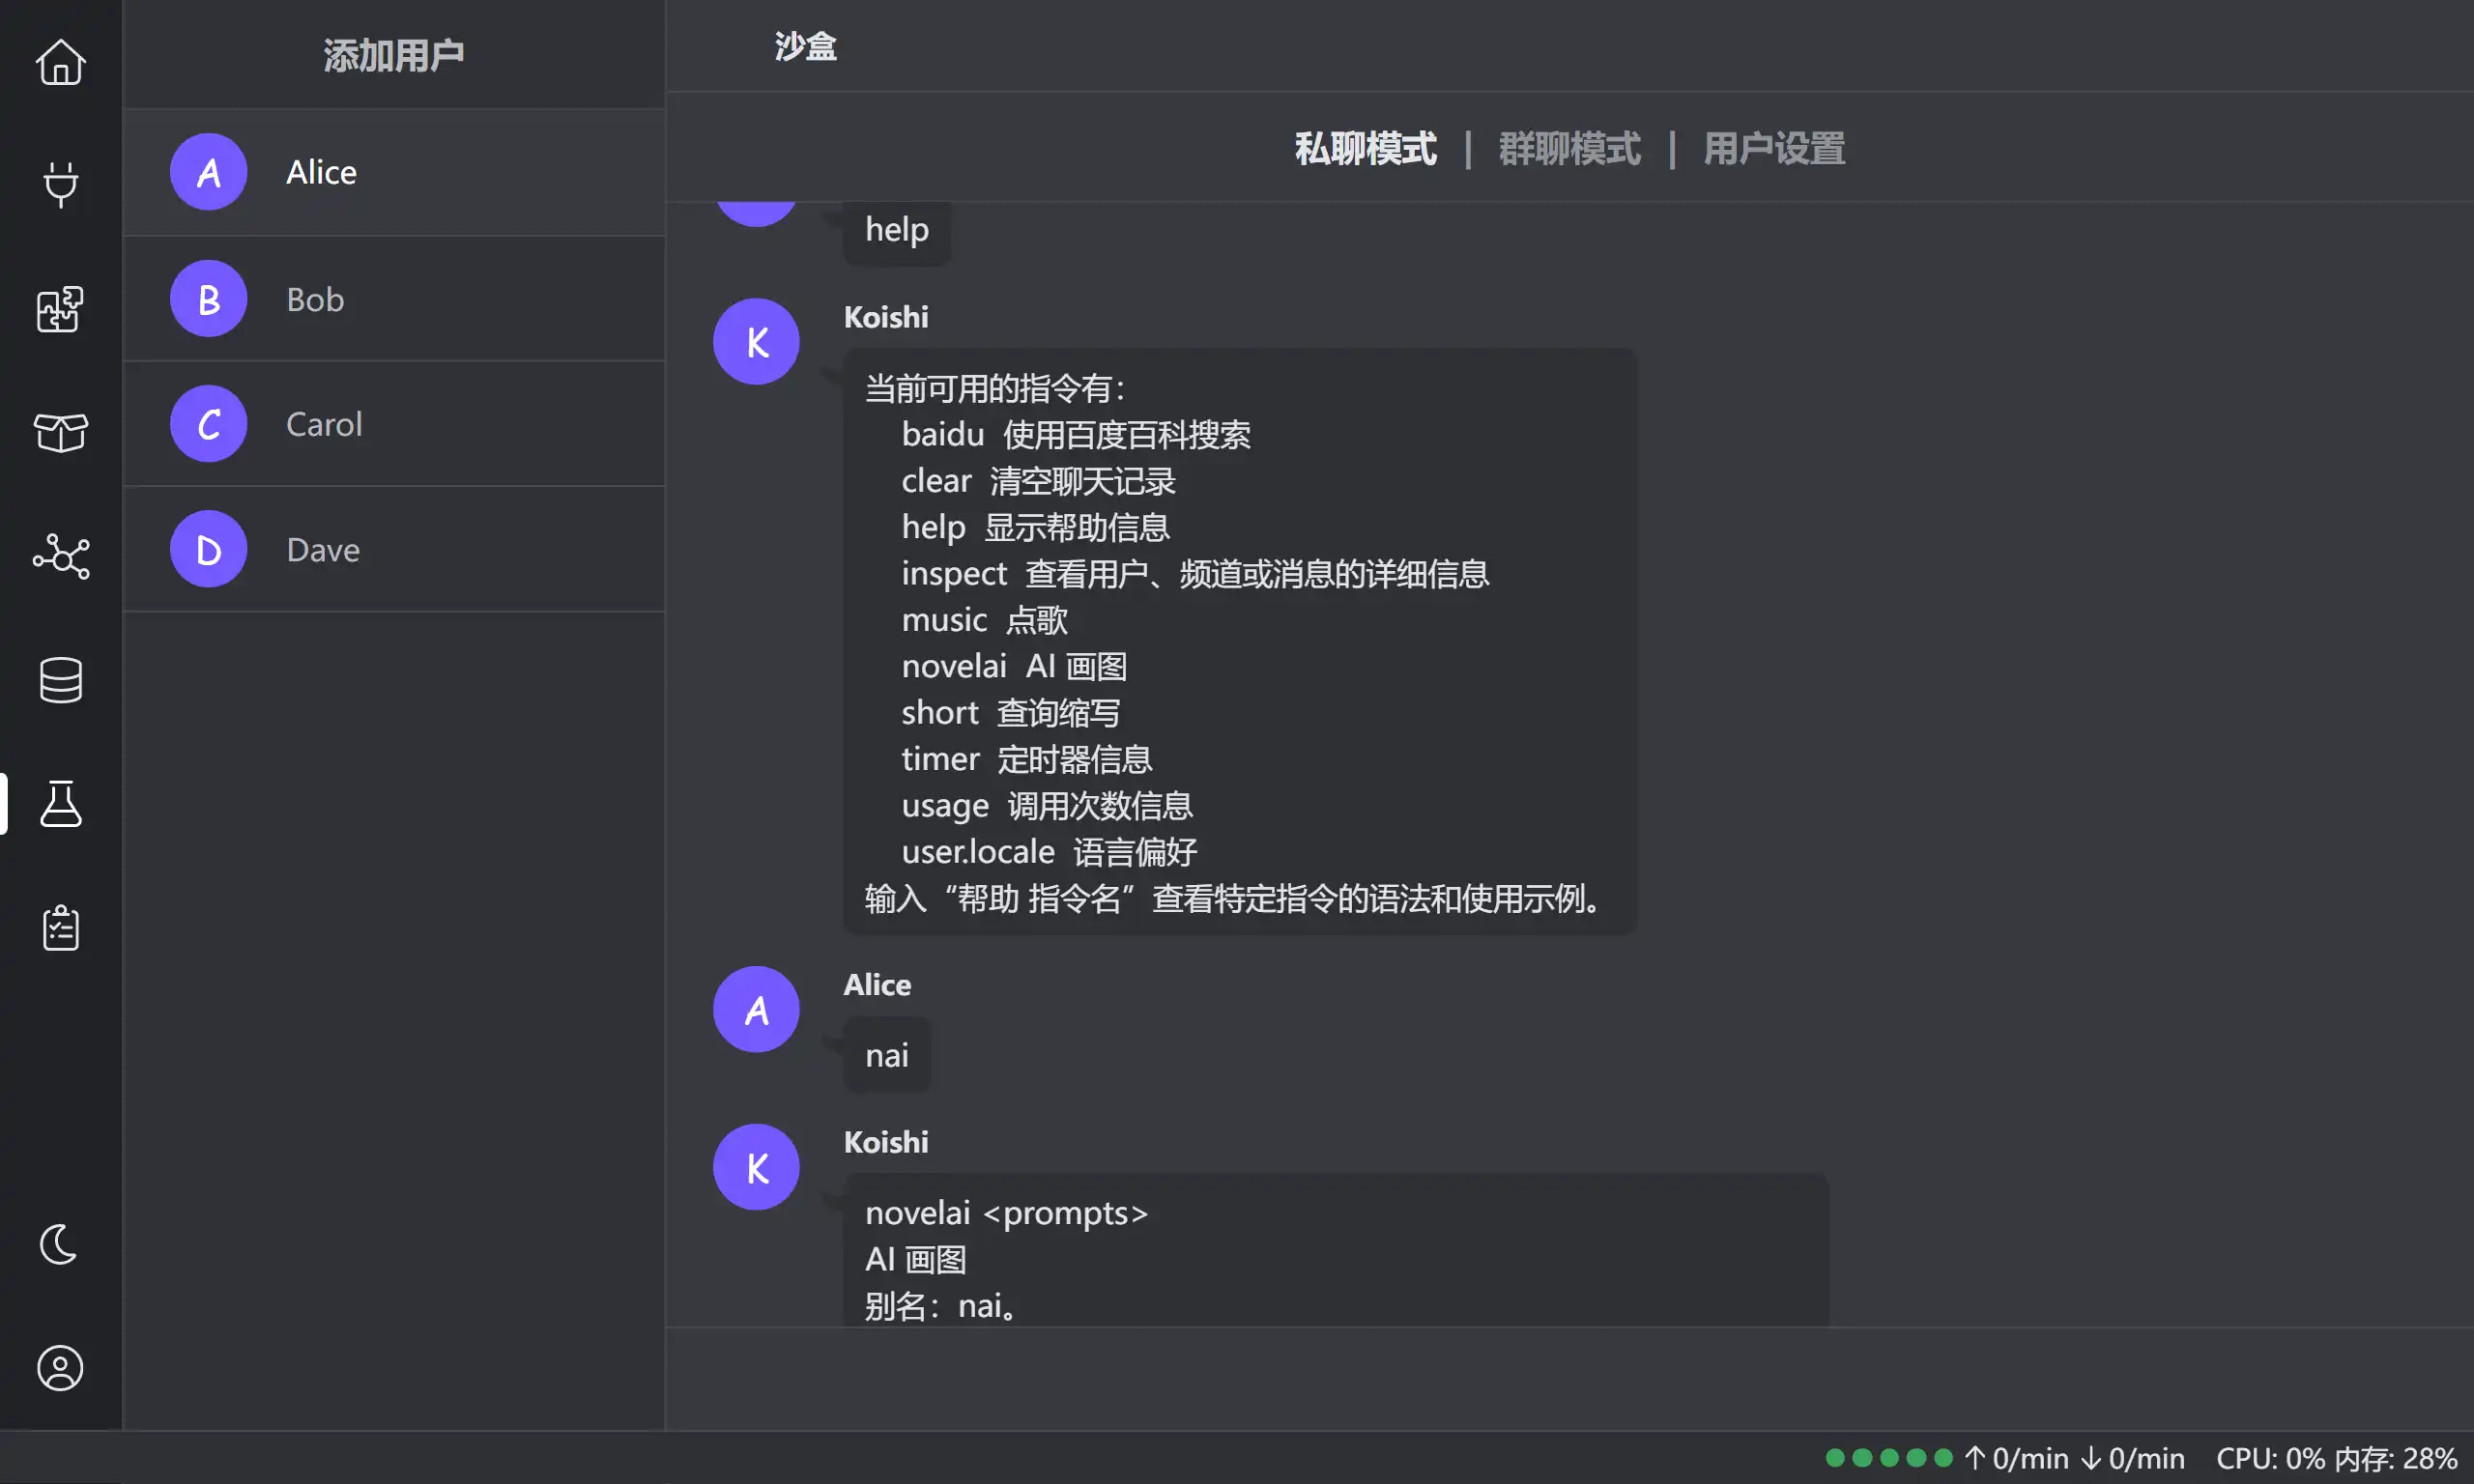 添加用户
A Alice
B Bob
C Carol
D Dave
沙盒
私聊模式 | 群聊模式 | 用户设置
help
K Koishi
当前可用的指令有：
baidu 使用百度百科搜索
clear 清空聊天记录
help 显示帮助信息
inspect 查看用户、频道或消息的详细信息
music 点歌
novelai AI 画图
short 查询缩写
timer 定时器信息
usage 调用次数信息
user.locale 语言偏好
输入“帮助 指令名”查看特定指令的语法和使用示例。
A Alice
nai
K Koishi
novelai <prompts>
AI 画图
别名：nai。
↑ 0/min ↓ 0/min CPU: 0% 内存: 28%